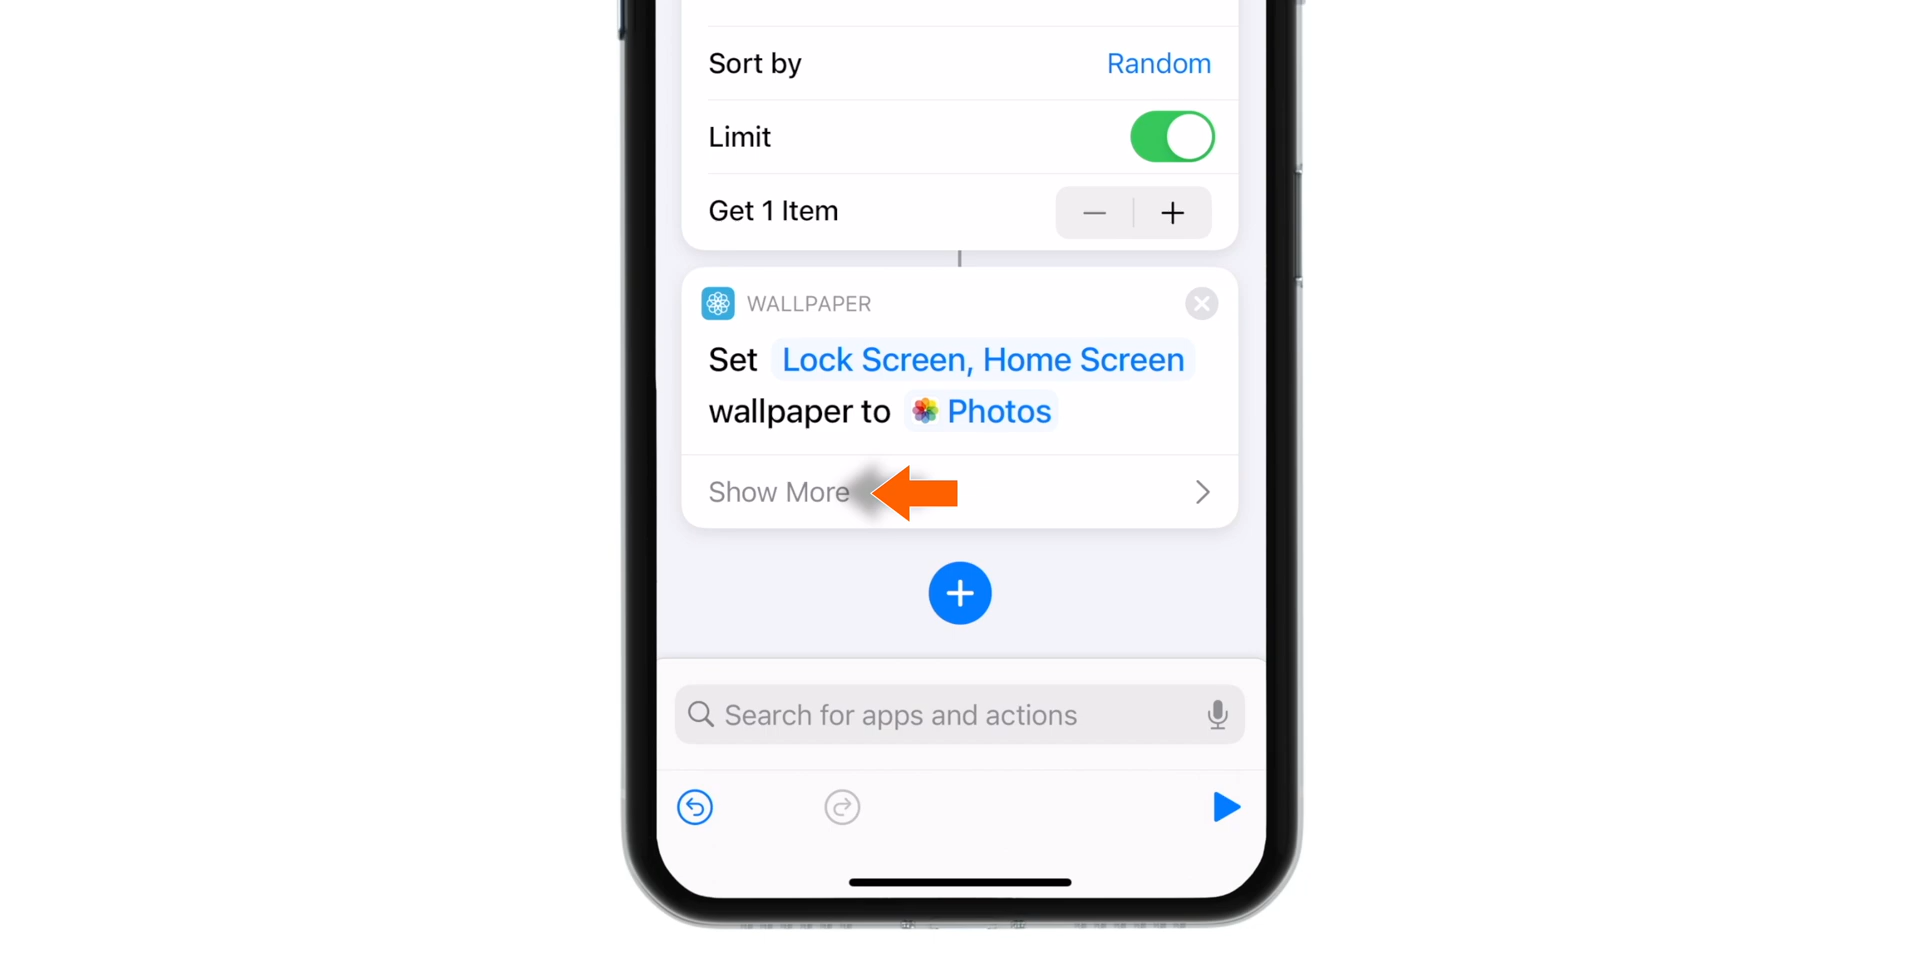 Sort by Random
Limit
Get 1 Item
WALLPAPER
Set Lock Screen, Home Screen
wallpaper to Photos
Show More
Search for apps and actions